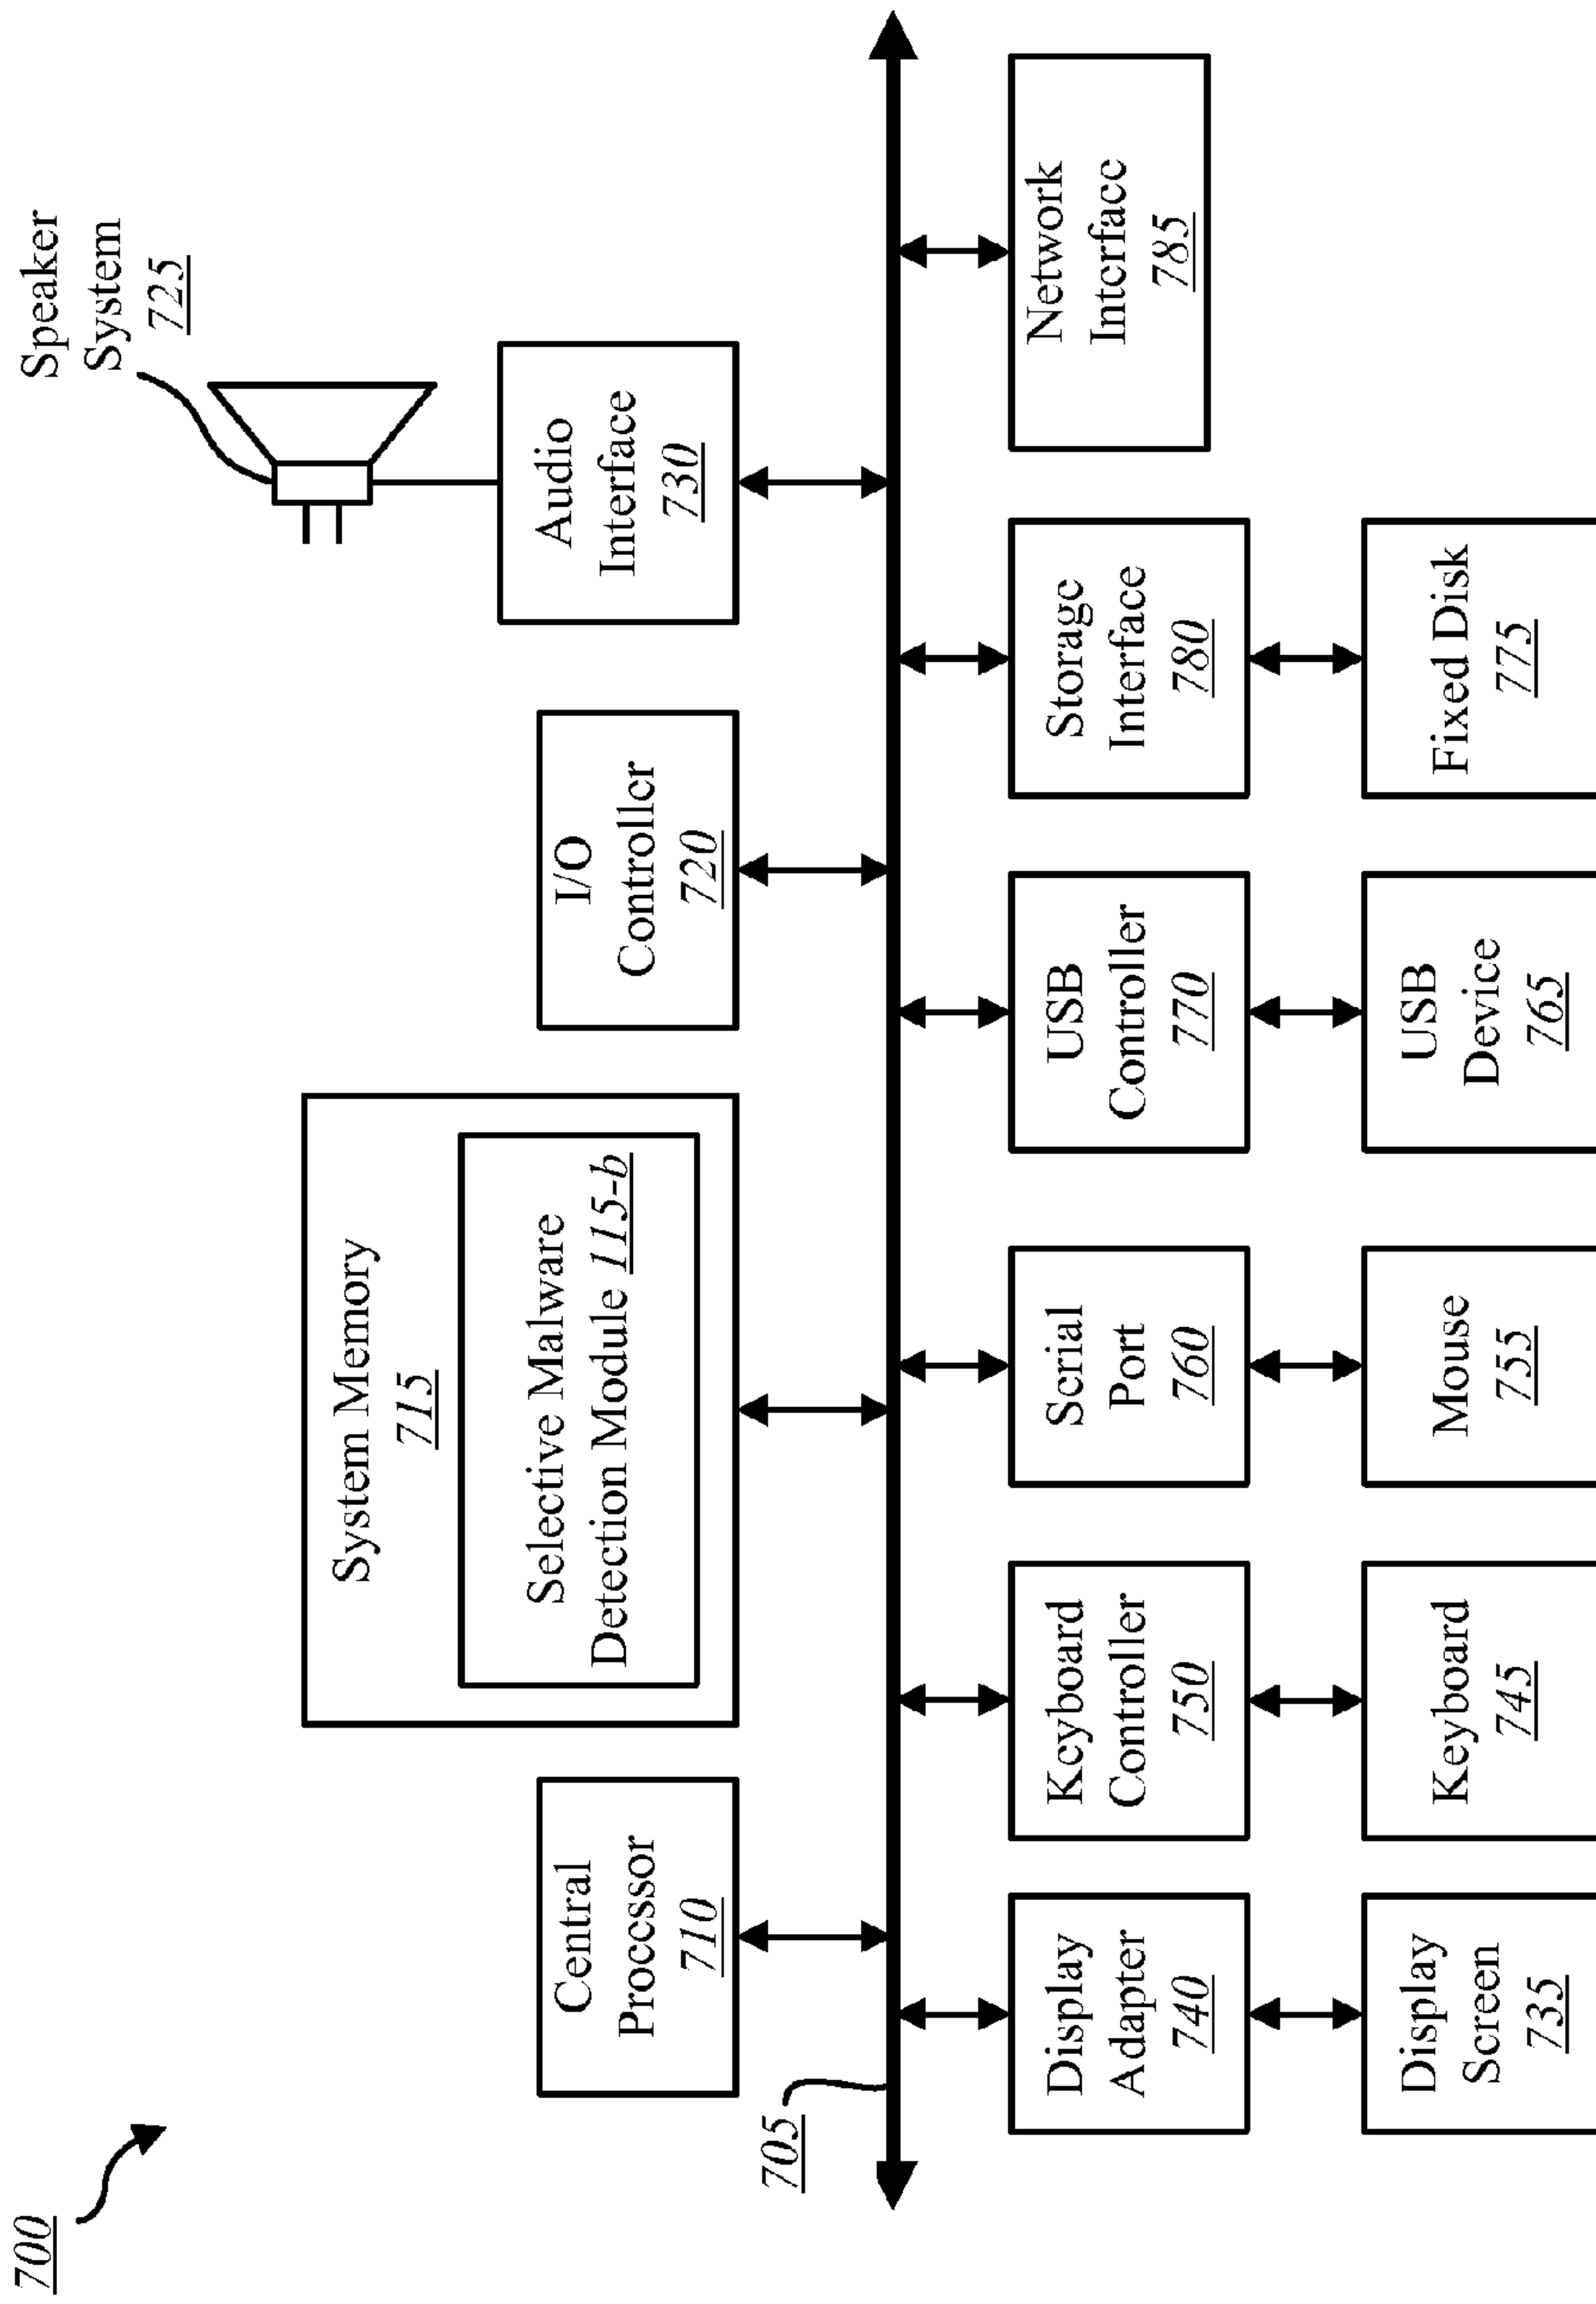 700
Speaker
System
725
System Memory
715
Selective Malware
Detection Module 115-b
Central
Processor
710
I/O
Controller
720
Audio
Interface
730
705
Display
Adapter
740
Keyboard
Controller
750
Serial
Port
760
USB
Controller
770
Storage
Interface
780
Network
Interface
785
Display
Screen
735
Keyboard
745
Mouse
755
USB
Device
765
Fixed Disk
775